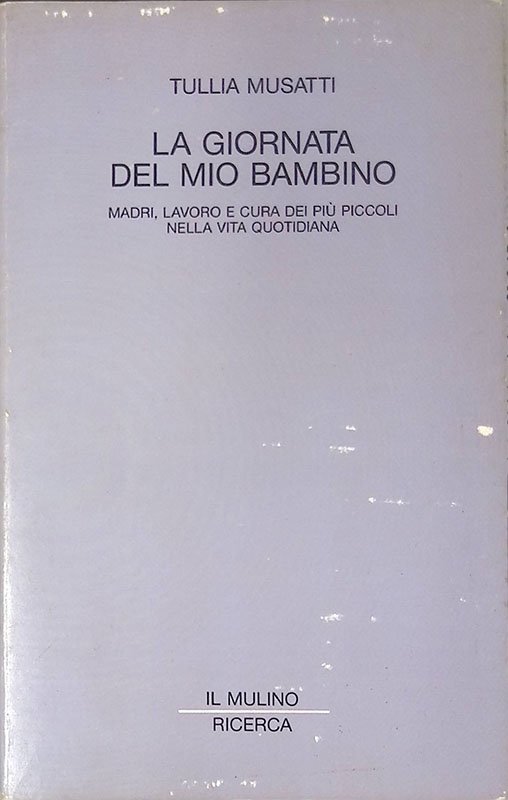 TULLIA MUSATTI
LA GIORNATA
DEL MIO BAMBINO
MADRI, LAVORO E CURA DEI PIÙ PICCOLI
NELLA VITA QUOTIDIANA
IL MULINO
RICERCA